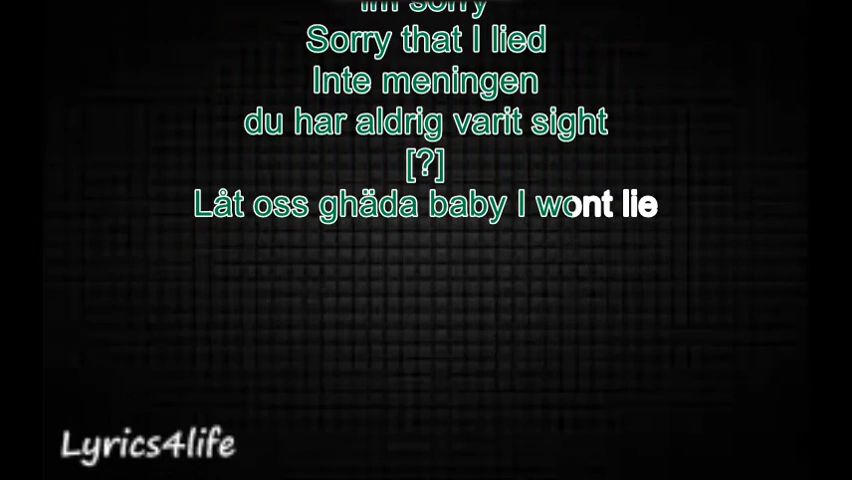 Im sorry
Sorry that I lied
Inte meningen
du har aldrig varit sight
[?]
Låt oss ghäda baby I wont lie
Lyrics4life